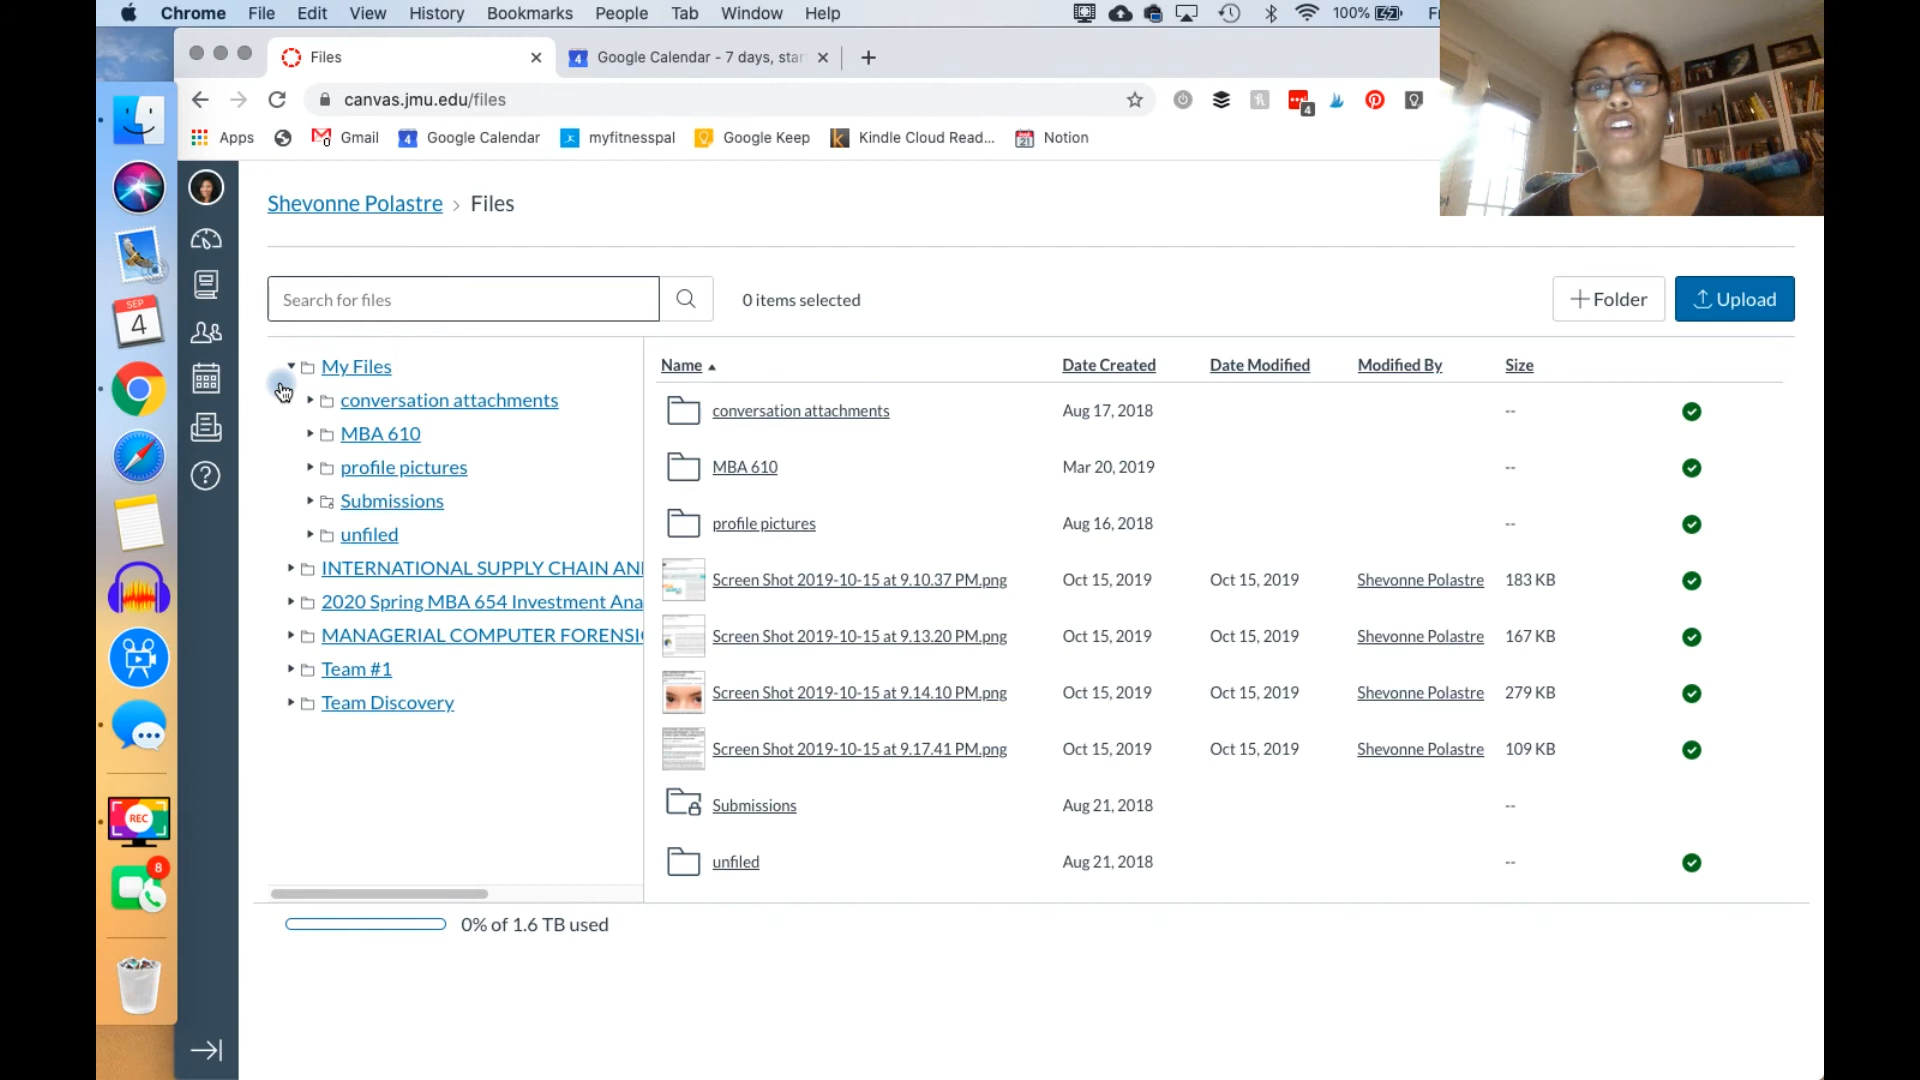 Chrome File Edit View History Bookmarks People Tab Window Help 100%
Files Google Calendar - 7 days, star
canvas.jmu.edu/files 4
Apps Gmail Google Calendar myfitnesspal Google Keep Kindle Cloud Read... Notion
Shevonne Polastre > Files
Search for files 0 items selected + Folder Upload
My Files
conversation attachments
MBA 610
profile pictures
Submissions
unfiled
INTERNATIONAL SUPPLY CHAIN AN
2020 Spring MBA 654 Investment Ana
MANAGERIAL COMPUTER FORENSI
Team #1
Team Discovery
Name Date Created Date Modified Modified By Size
conversation attachments Aug 17, 2018 --
MBA 610 Mar 20, 2019 --
profile pictures Aug 16, 2018 --
Screen Shot 2019-10-15 at 9.10.37 PM.png Oct 15, 2019 Oct 15, 2019 Shevonne Polastre 183 KB
Screen Shot 2019-10-15 at 9.13.20 PM.png Oct 15, 2019 Oct 15, 2019 Shevonne Polastre 167 KB
Screen Shot 2019-10-15 at 9.14.10 PM.png Oct 15, 2019 Oct 15, 2019 Shevonne Polastre 279 KB
Screen Shot 2019-10-15 at 9.17.41 PM.png Oct 15, 2019 Oct 15, 2019 Shevonne Polastre 109 KB
Submissions Aug 21, 2018 --
unfiled Aug 21, 2018 --
0% of 1.6 TB used
SEP
4
REC
8